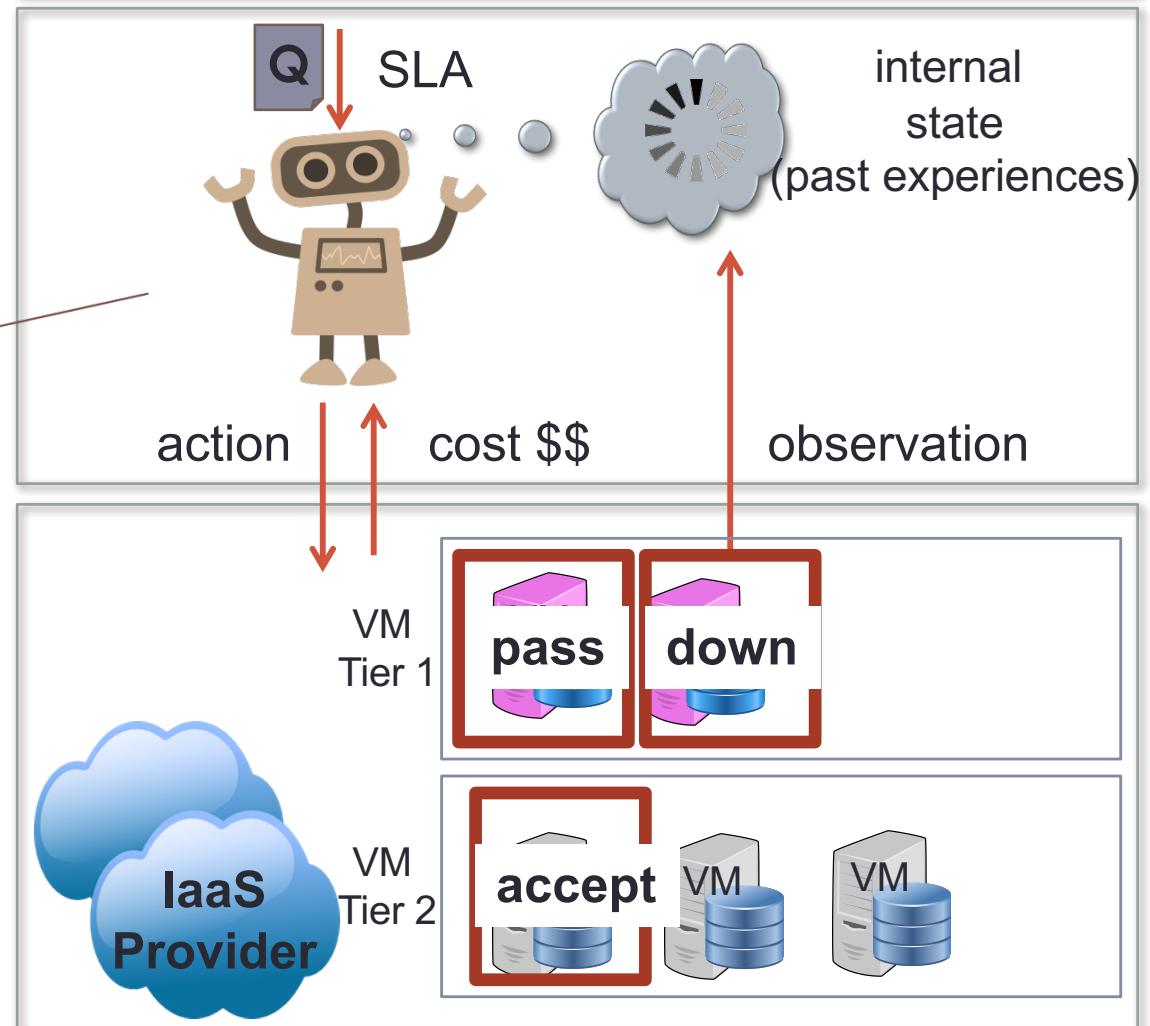 Q
SLA
internal
state
(past experiences)
action
cost $$
observation
VM
Tier 1
pass
down
VM
Tier 2
accept
VM
VM
IaaS
Provider